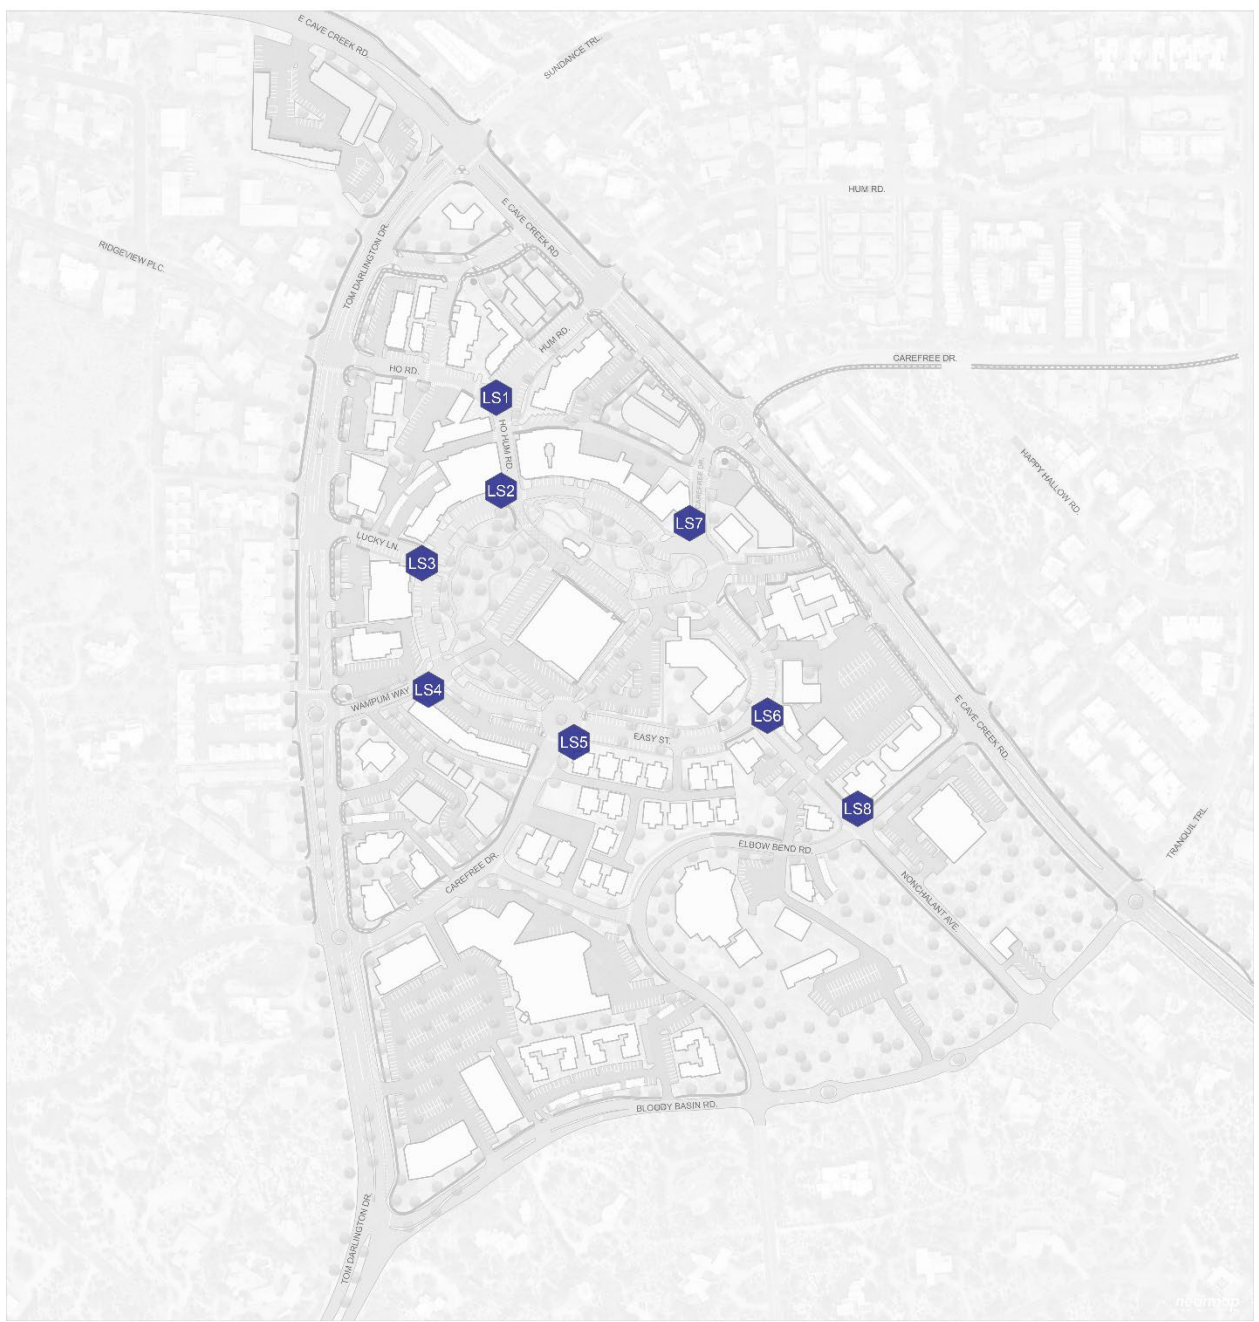 E CAVE CREEK RD.
SUNDANCE TRL.
HUM RD.
E CAVE CREEK RD
RIDGEVIEW PLC.
TOM DARLINGTON DR.
HUM RD.
CAREFREE DR.
HO RD.
LS1
HO HUM RD.
HAPPY HALLOW RD.
CAREFREE DR.
LS2
LS7
LUCKY LN.
LS3
LS4
WAMPUM WAY
LS6
E CAVE CREEK RD.
LS5
EASY ST.
LS8
TRANQUIL TRL.
ELBOW BEND RD.
CAREFREE DR.
NONCHALANT AVE.
BLOODY BASIN RD.
TOM DARLINGTON DR.
nearmap